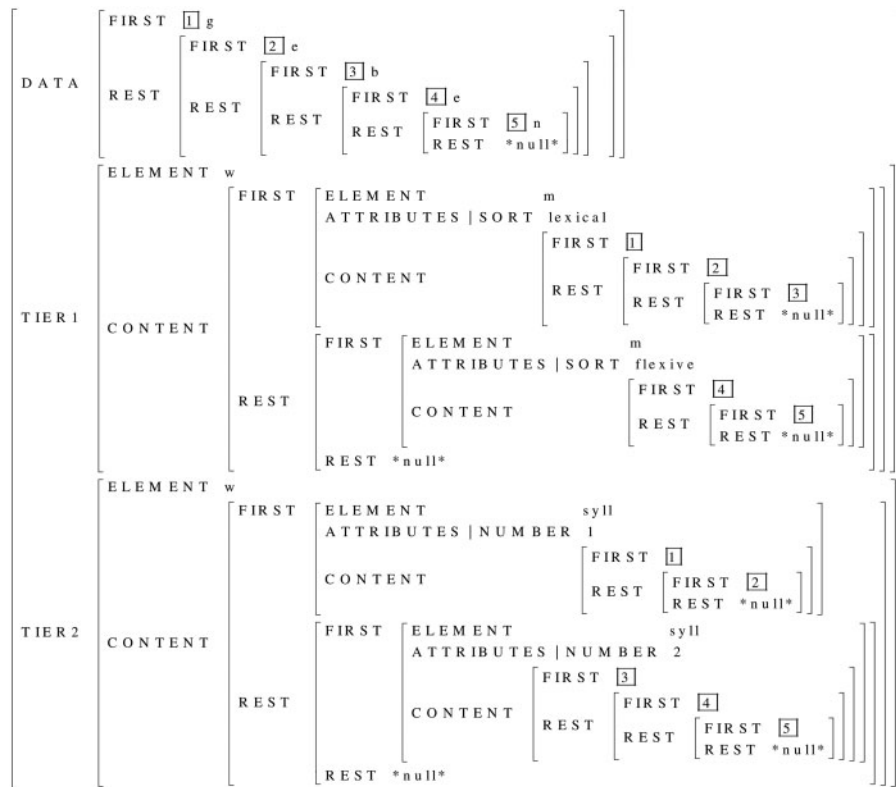 FIRST 1 g
FIRST 2 e
FIRST 3 b
DATA
FIRST 4 e
REST
REST
REST
REST
FIRST 5 n
REST *null*
ELEMENT w
FIRST ELEMENT m
ATTRIBUTES | SORT lexical
FIRST 1
FIRST 2
CONTENT
REST
FIRST 3
REST
REST *null*
TIER1
CONTENT
FIRST ELEMENT m
ATTRIBUTES | SORT flexive
FIRST 4
REST
CONTENT
FIRST 5
REST
REST *null*
REST *null*
ELEMENT w
FIRST ELEMENT syll
ATTRIBUTES | NUMBER 1
FIRST 1
CONTENT
FIRST 2
REST
REST *null*
TIER2
CONTENT
FIRST ELEMENT syll
ATTRIBUTES | NUMBER 2
FIRST 3
REST
FIRST 4
CONTENT
REST
FIRST 5
REST
REST *null*
REST *null*